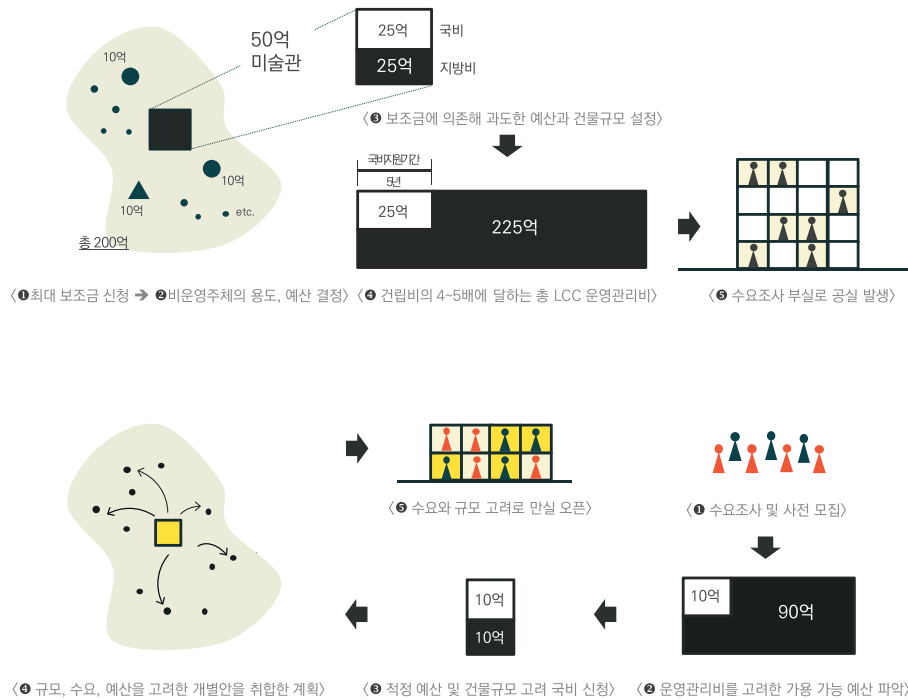 50억
미술관
25억 국비
25억 지방비
10억
10억
10억
etc.
총 200억
〈❸ 보조금에 의존해 과도한 예산과 건물규모 설정〉
국비지원기간
5년
25억
225억
〈❶최대 보조금 신청 ➔ ❷비운영주체의 용도, 예산 결정〉
〈❹ 건립비의 4~5배에 달하는 총 LCC 운영관리비〉
〈❺ 수요조사 부실로 공실 발생〉
〈❺ 수요와 규모 고려로 만실 오픈〉
〈❶ 수요조사 및 사전 모집〉
10억
10억
10억
90억
〈❹ 규모, 수요, 예산을 고려한 개별안을 취합한 계획〉
〈❸ 적정 예산 및 건물규모 고려 국비 신청〉
〈❷ 운영관리비를 고려한 가용 가능 예산 파악〉